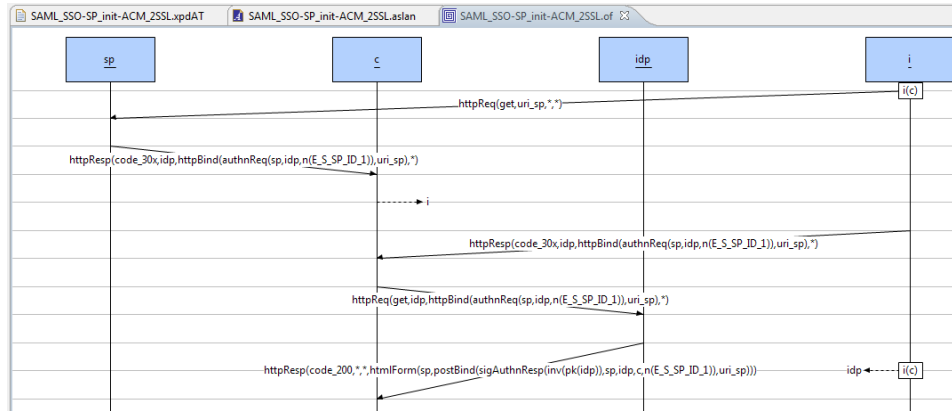 SAML_SSO-SP_init-ACM_2SSL.xpdAT SAML_SSO-SP_init-ACM_2SSL.aslan SAML_SSO-SP_init-ACM_2SSL.of
sp c idp i
i(c)
httpReq(get,uri_sp,*,*)
httpResp(code_30x,idp,httpBind(authnReq(sp,idp,n(E_S_SP_ID_1)),uri_sp),*)
i
httpResp(code_30x,idp,httpBind(authnReq(sp,idp,n(E_S_SP_ID_1)),uri_sp),*)
httpReq(get,idp,httpBind(authnReq(sp,idp,n(E_S_SP_ID_1)),uri_sp),*)
httpResp(code_200,*,*,htmlForm(sp,postBind(sigAuthnResp(inv(pk(idp)),sp,idp,c,n(E_S_SP_ID_1)),uri_sp))) idp i(c)